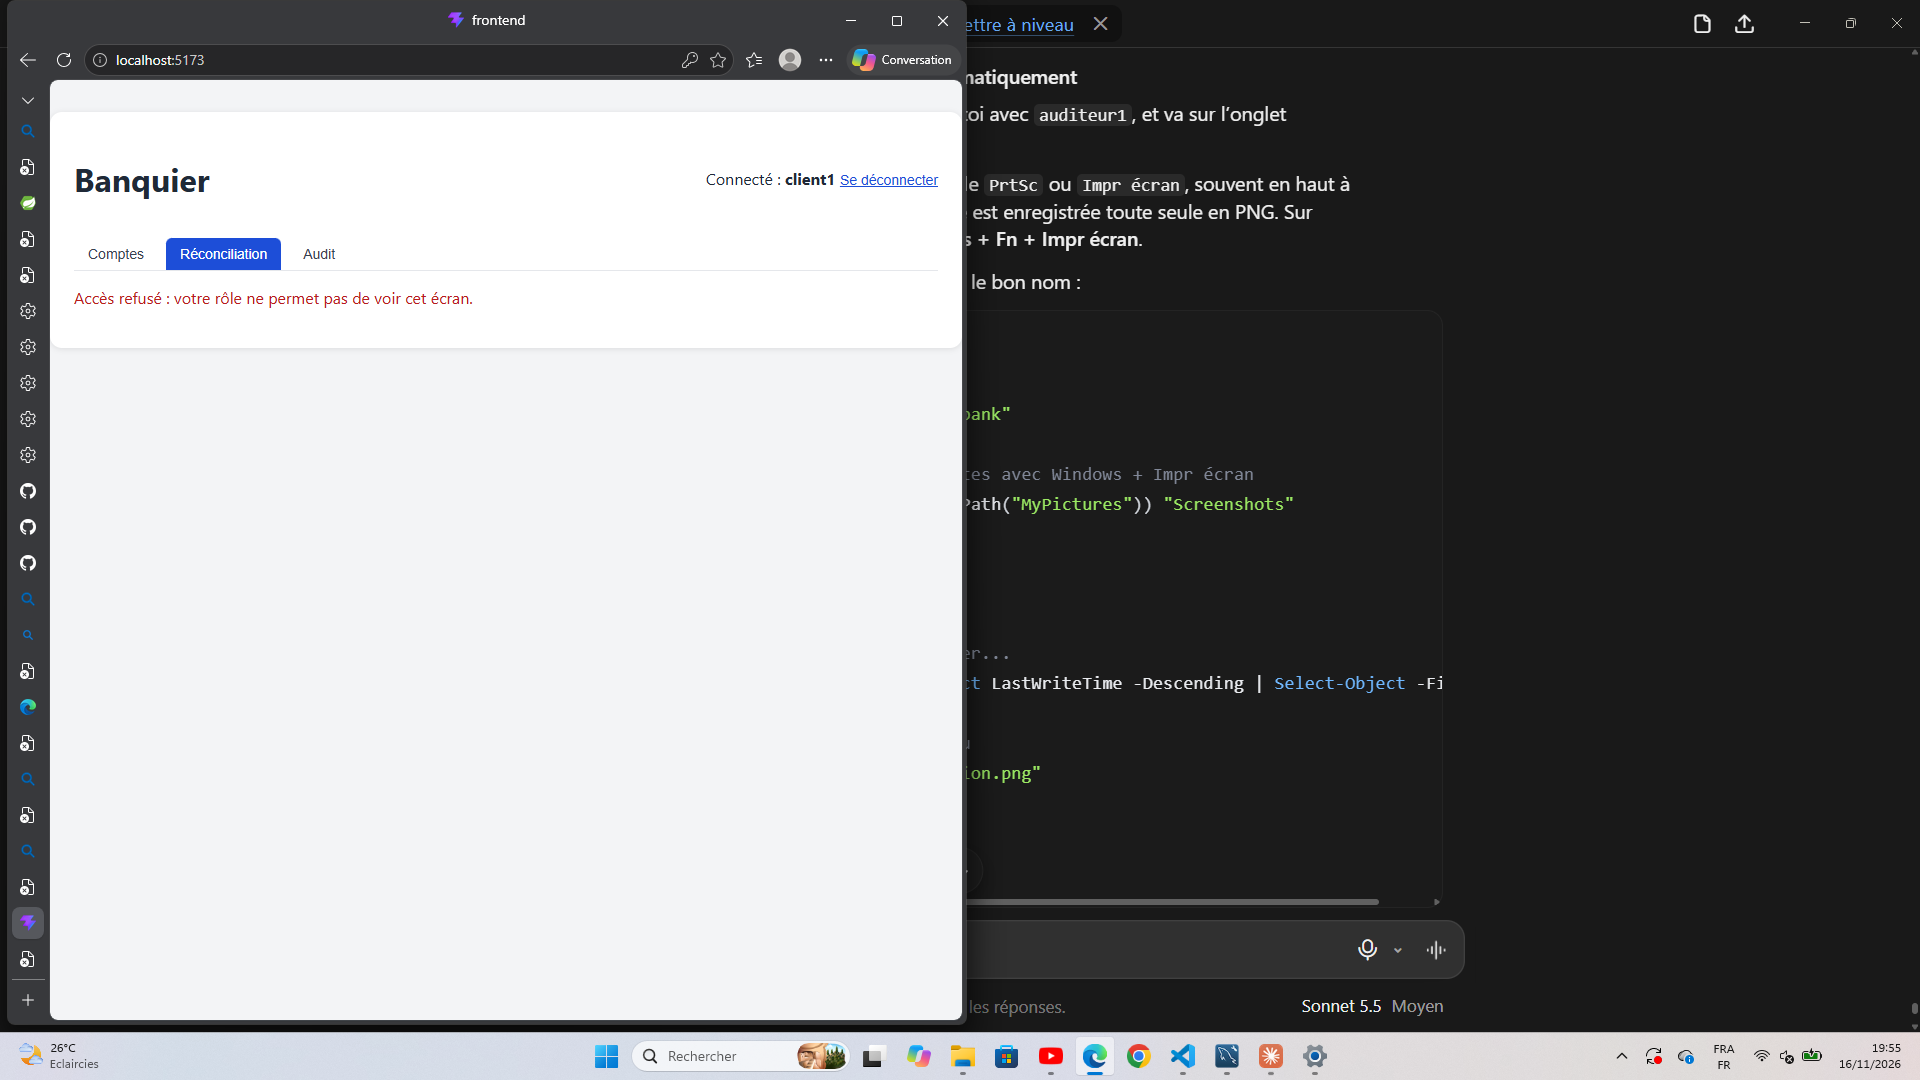 frontend
localhost:5173
Conversation
Banquier
Connecté : client1 Se déconnecter
Comptes
Réconciliation
Audit
Accès refusé : votre rôle ne permet pas de voir cet écran.
ettre à niveau
matiquement
toi avec auditeur1, et va sur l'onglet
le PrtSc ou Impr écran, souvent en haut à
est enregistrée toute seule en PNG. Sur
s + Fn + Impr écran.
le bon nom :
bank"
tes avec Windows + Impr écran
Path("MyPictures")) "Screenshots"
er...
ct LastWriteTime -Descending | Select-Object -Fi
ion.png"
les réponses.
Sonnet 5.5 Moyen
26°C
Eclaircies
Rechercher
FRA
FR
19:55
16/11/2026